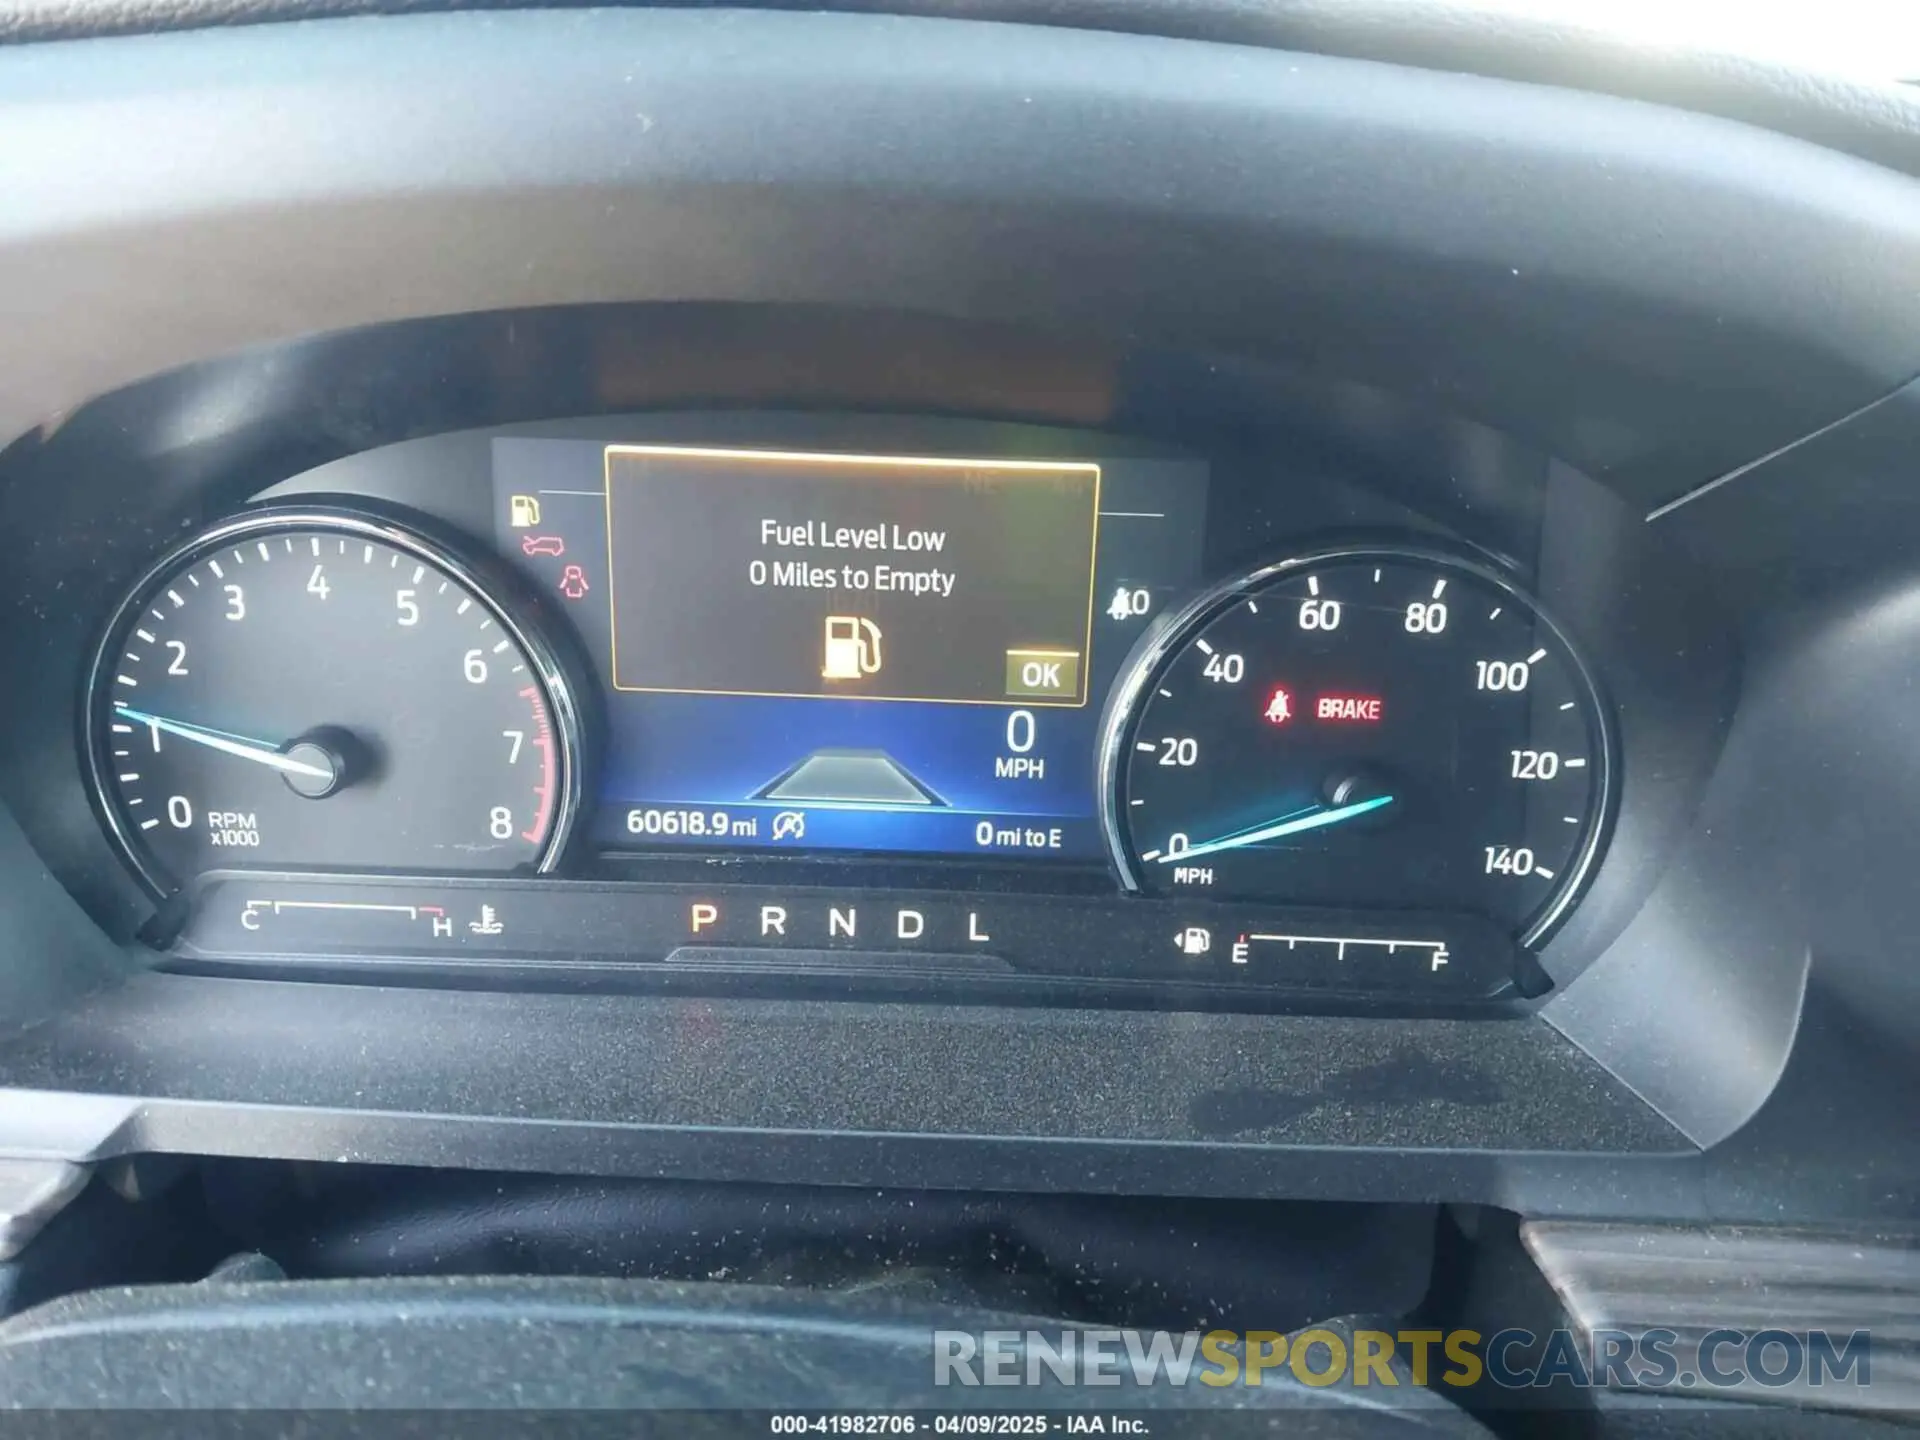 Fuel Level Low
0 Miles to Empty
OK
0
MPH
60618.9 mi
0 mi to E
0
1
2
3
4
5
6
7
8
RPM
x1000
0
20
40
60
80
100
120
140
MPH
BRAKE
C
H
P R N D L
E
F
RENEWSPORTSCARS.COM
000-41982706 - 04/09/2025 - IAA Inc.